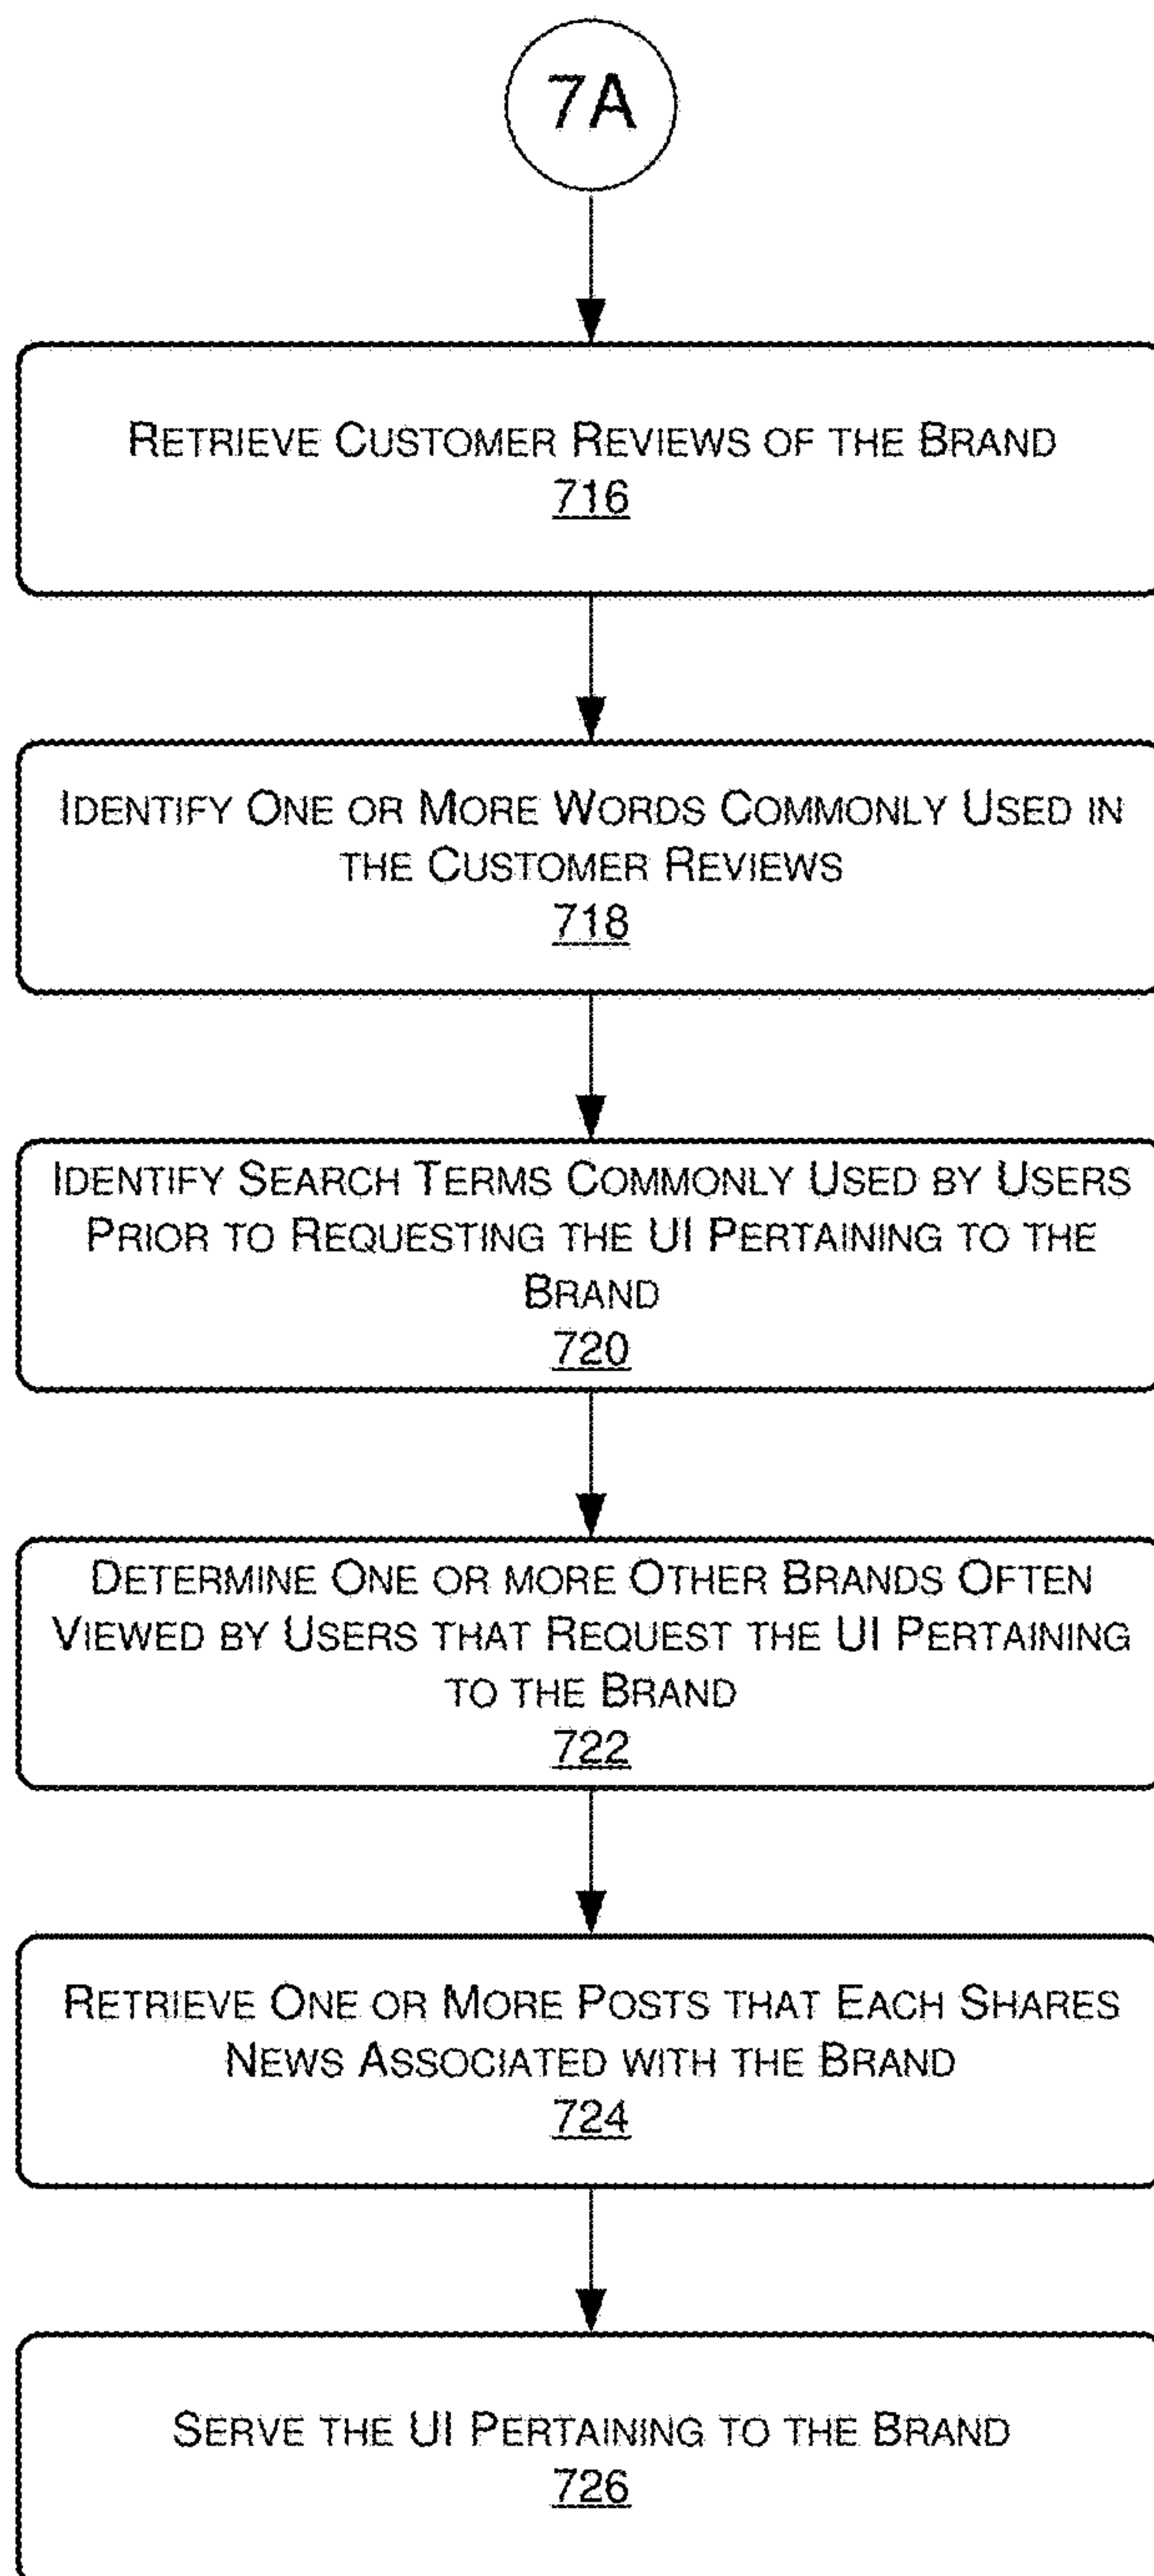 7A
RETRIEVE CUSTOMER REVIEWS OF THE BRAND
716
IDENTIFY ONE OR MORE WORDS COMMONLY USED IN
THE CUSTOMER REVIEWS
718
IDENTIFY SEARCH TERMS COMMONLY USED BY USERS
PRIOR TO REQUESTING THE UI PERTAINING TO THE
BRAND
720
DETERMINE ONE OR MORE OTHER BRANDS OFTEN
VIEWED BY USERS THAT REQUEST THE UI PERTAINING
TO THE BRAND
722
RETRIEVE ONE OR MORE POSTS THAT EACH SHARES
NEWS ASSOCIATED WITH THE BRAND
724
SERVE THE UI PERTAINING TO THE BRAND
726